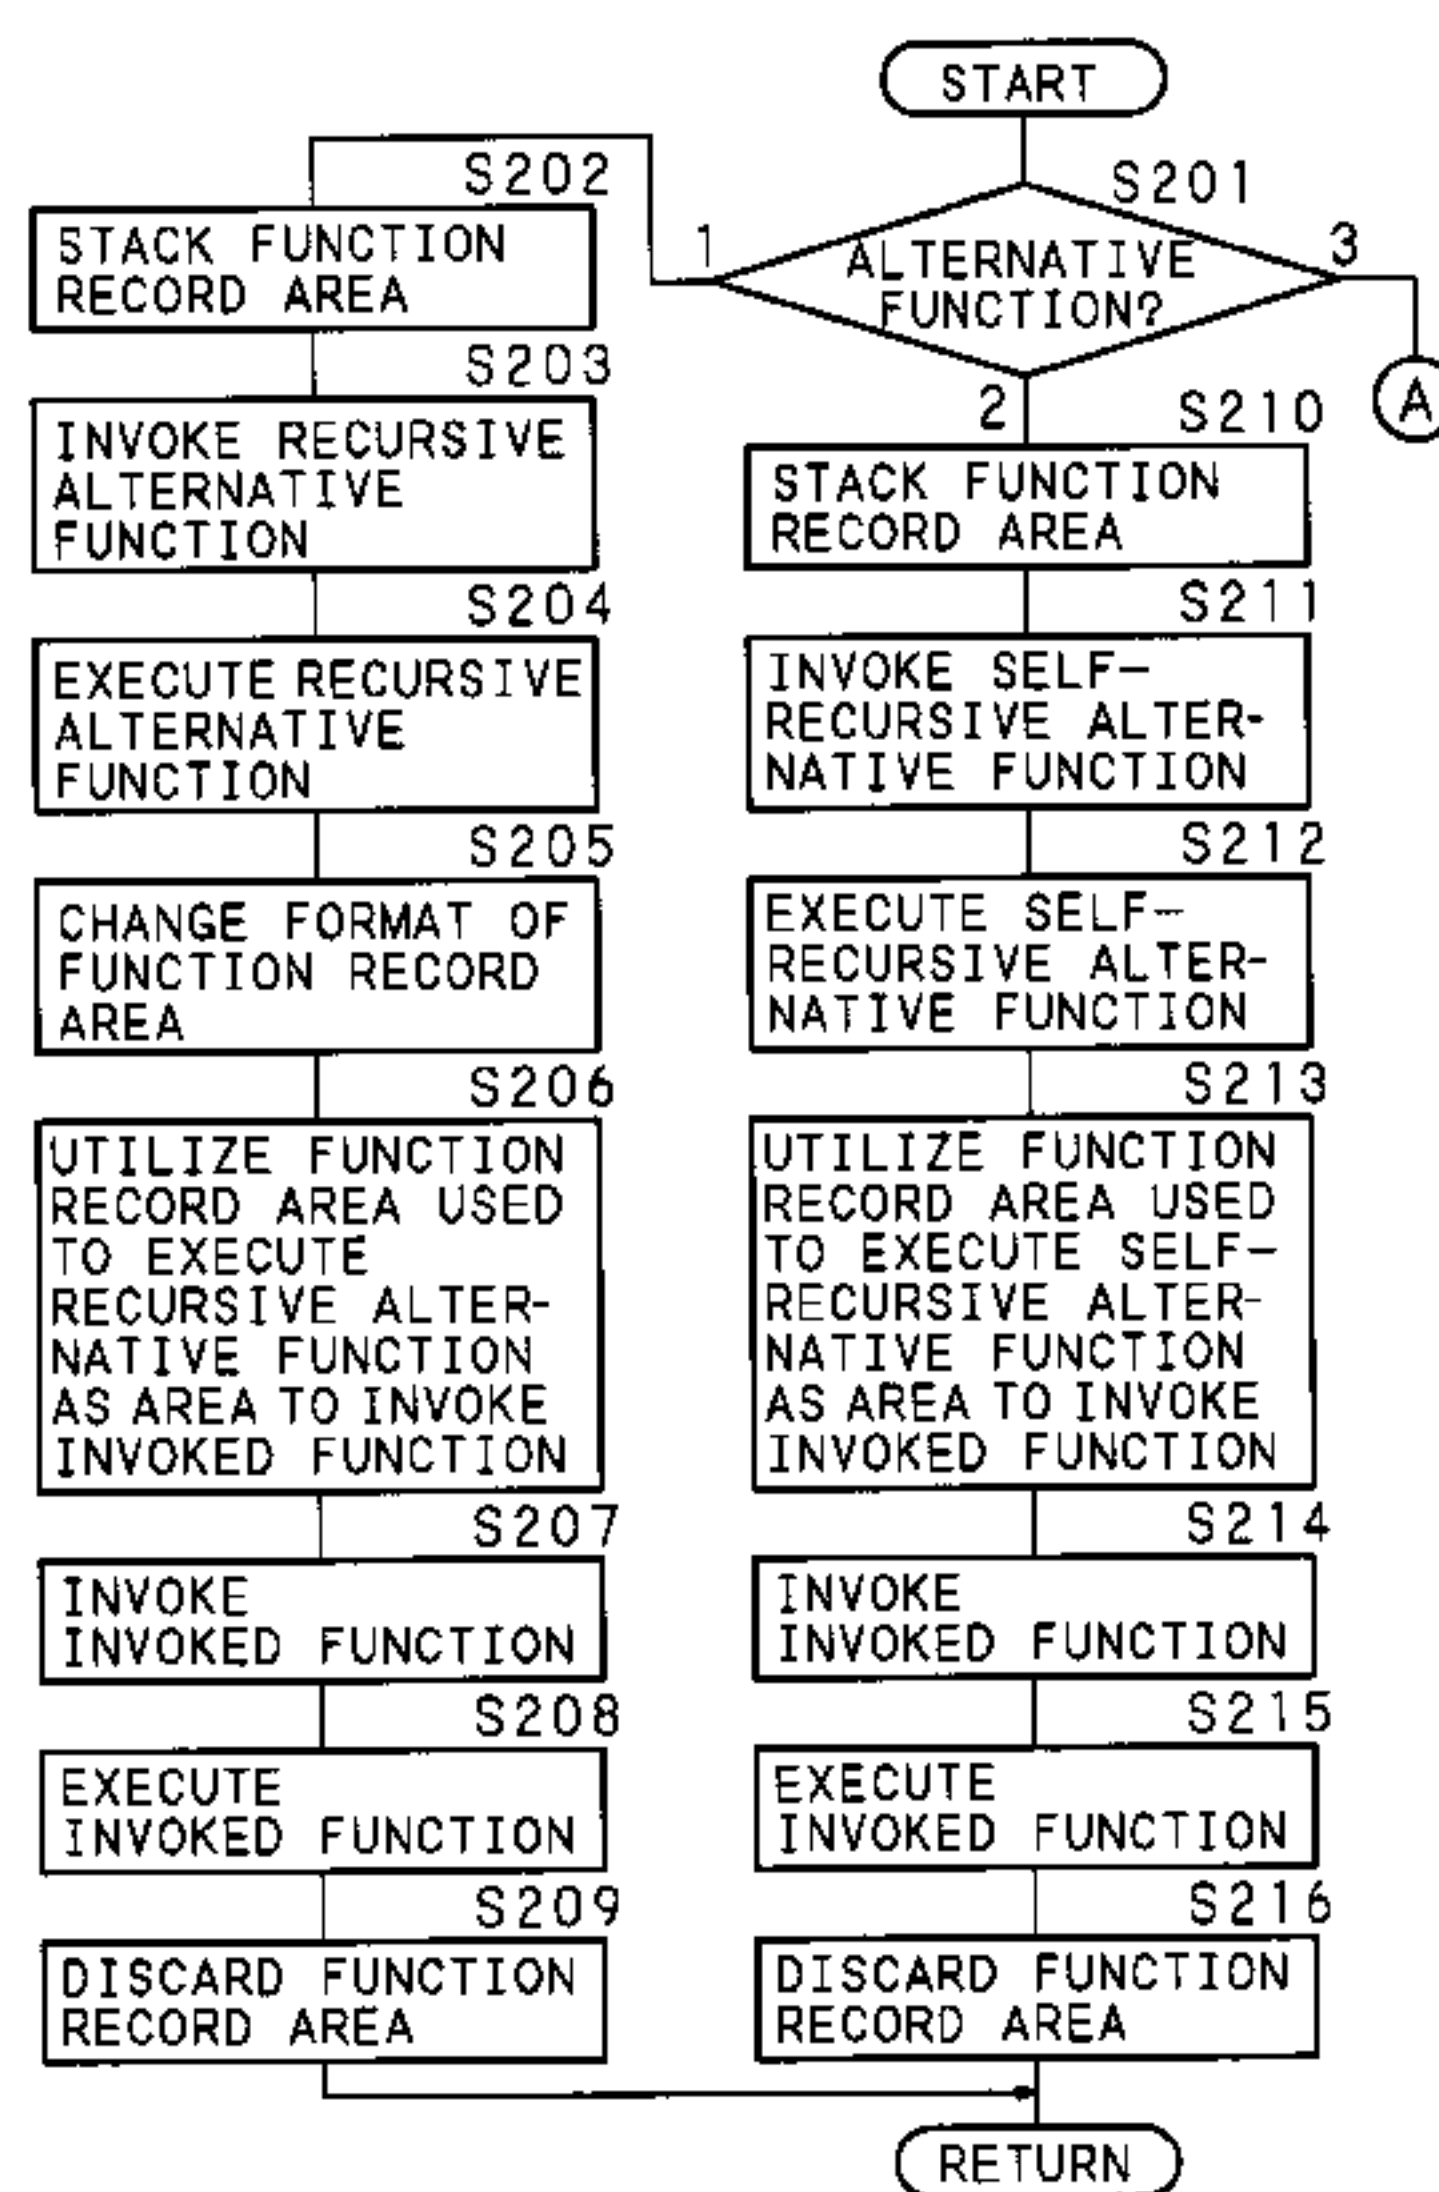 START
S201
ALTERNATIVE
FUNCTION?
1
2
3
A
S202
STACK FUNCTION
RECORD AREA
S203
INVOKE RECURSIVE
ALTERNATIVE
FUNCTION
S204
EXECUTE RECURSIVE
ALTERNATIVE
FUNCTION
S205
CHANGE FORMAT OF
FUNCTION RECORD
AREA
S206
UTILIZE FUNCTION
RECORD AREA USED
TO EXECUTE
RECURSIVE ALTER-
NATIVE FUNCTION
AS AREA TO INVOKE
INVOKED FUNCTION
S207
INVOKE
INVOKED FUNCTION
S208
EXECUTE
INVOKED FUNCTION
S209
DISCARD FUNCTION
RECORD AREA
S210
STACK FUNCTION
RECORD AREA
S211
INVOKE SELF-
RECURSIVE ALTER-
NATIVE FUNCTION
S212
EXECUTE SELF-
RECURSIVE ALTER-
NATIVE FUNCTION
S213
UTILIZE FUNCTION
RECORD AREA USED
TO EXECUTE SELF-
RECURSIVE ALTER-
NATIVE FUNCTION
AS AREA TO INVOKE
INVOKED FUNCTION
S214
INVOKE
INVOKED FUNCTION
S215
EXECUTE
INVOKED FUNCTION
S216
DISCARD FUNCTION
RECORD AREA
RETURN